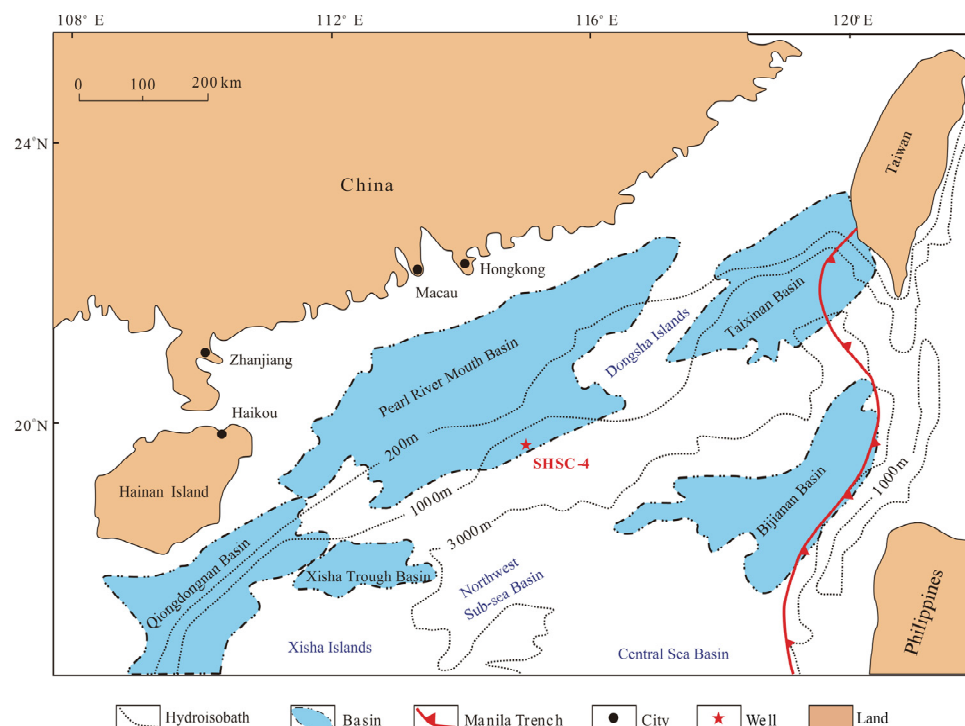 108° E
112° E
116° E
120° E
0 100 200 km
24°N
China
Taiwan
Hongkong
Macau
Taixinan Basin
Dongsha Islands
Zhanjiang
Pearl River Mouth Basin
Haikou
20°N
200m
SHSC-4
Hainan Island
1000m
1000m
Bijianan Basin
3000m
Qiongdongnan Basin
Xisha Trough Basin
Northwest
Sub-sea Basin
Philippines
Xisha Islands
Central Sea Basin
Hydroisobath
Basin
Manila Trench
City
Well
Land